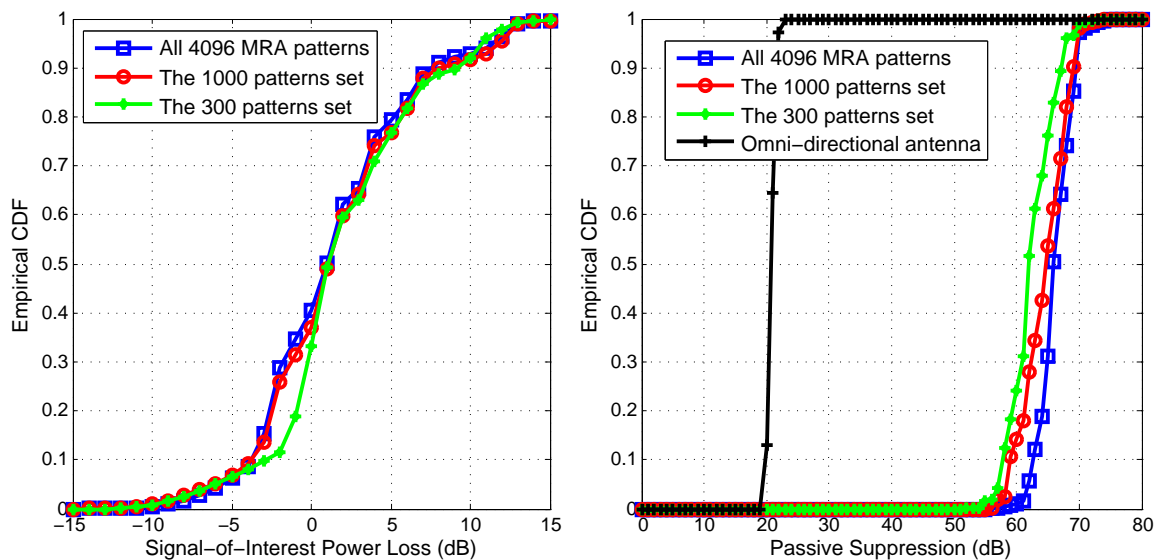 1
0.9
0.8
0.7
0.6
0.5
0.4
0.3
0.2
0.1
0
Empirical CDF
All 4096 MRA patterns
The 1000 patterns set
The 300 patterns set
−15 −10 −5 0 5 10 15
Signal−of−Interest Power Loss (dB)
1
0.9
0.8
0.7
0.6
0.5
0.4
0.3
0.2
0.1
0
Empirical CDF
All 4096 MRA patterns
The 1000 patterns set
The 300 patterns set
Omni−directional antenna
0 10 20 30 40 50 60 70 80
Passive Suppression (dB)